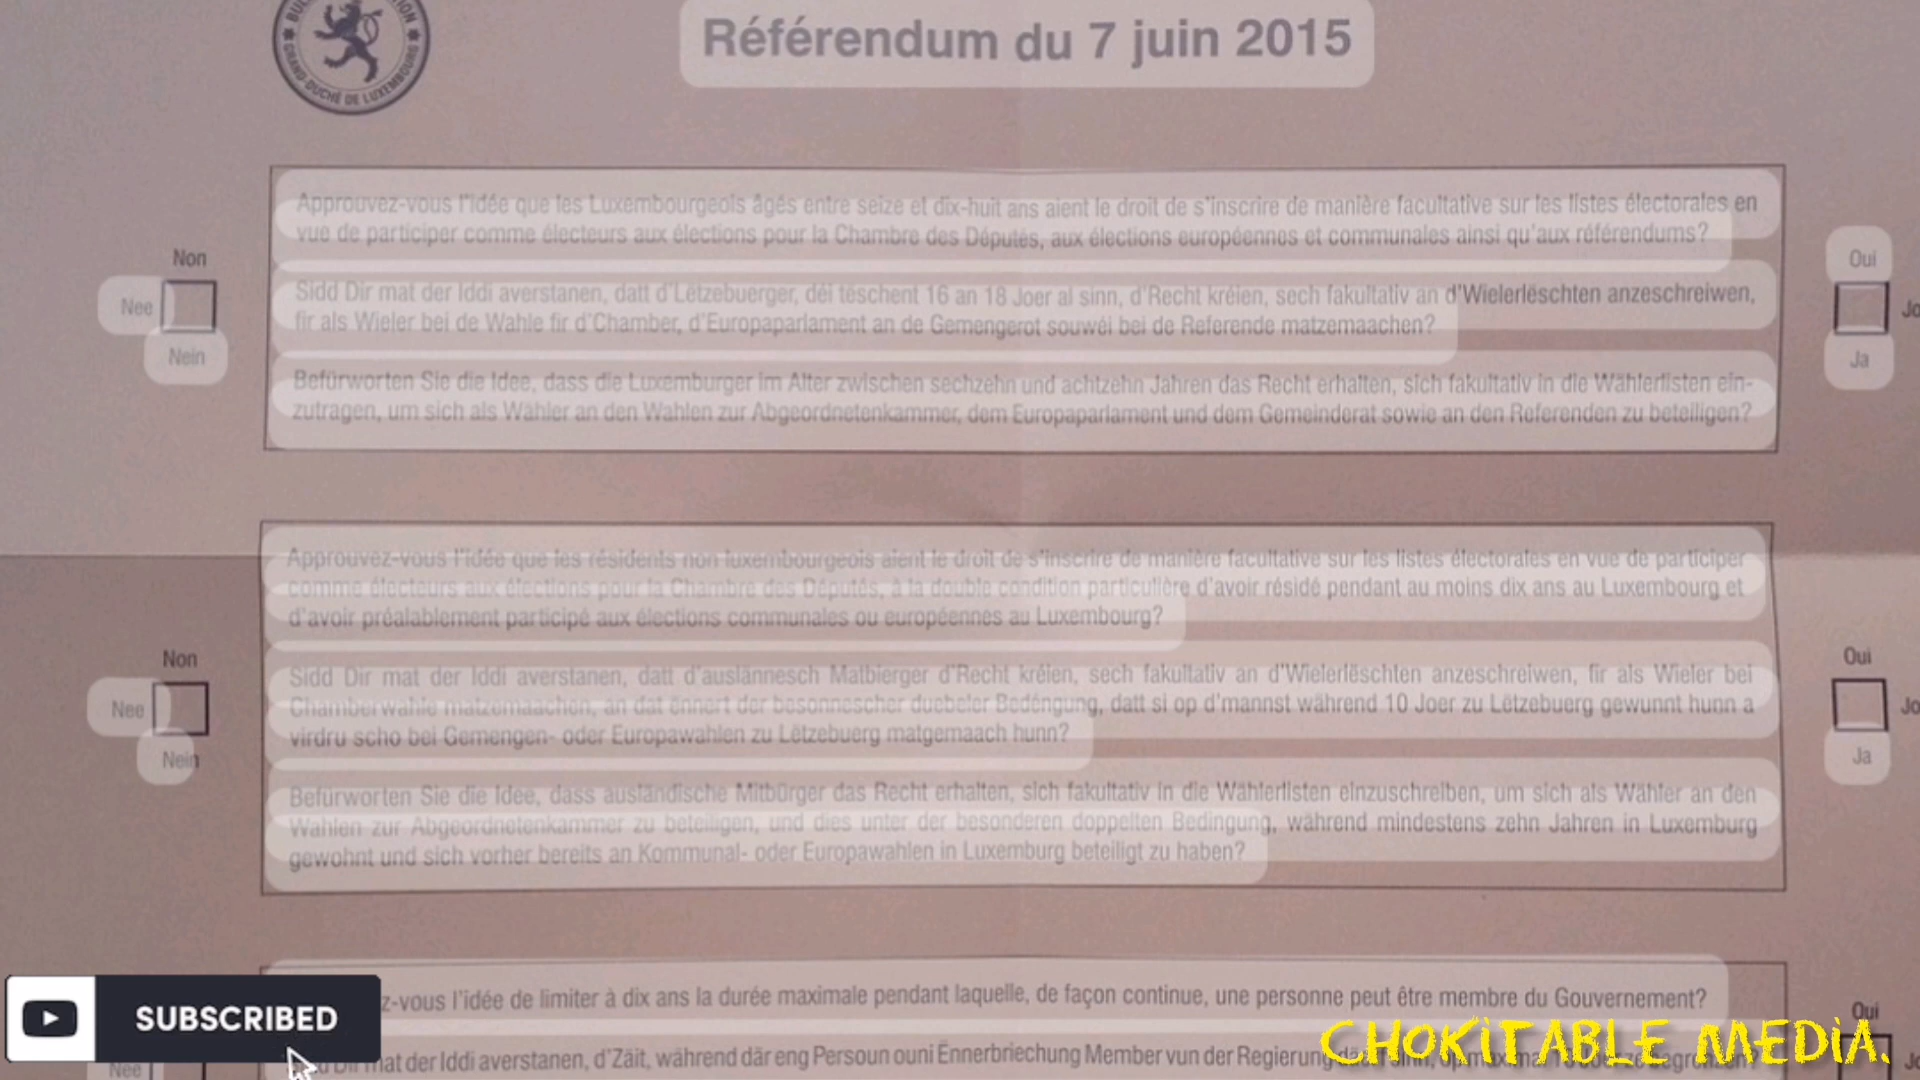 Référendum du 7 juin 2015
GRAND-DUCHÉ DE LUXEMBOURG
Approuvez-vous l'idée que les Luxembourgeois âgés entre seize et dix-huit ans aient le droit de s'inscrire de manière facultative sur les listes électorales en
vue de participer comme électeurs aux élections pour la Chambre des Députés, aux élections européennes et communales ainsi qu'aux référendums?
Sidd Dir mat der Iddi averstanen, datt d'Lëtzebuerger, déi tëschent 16 an 18 Joer al sinn, d'Recht kréien, sech fakultativ an d'Wielerlëschten anzeschreiwen,
fir als Wieler bei de Wahle fir d'Chamber, d'Europaparlament an de Gemengerot souwéi bei de Referende matzemaachen?
Befürworten Sie die Idee, dass die Luxemburger im Alter zwischen sechzehn und achtzehn Jahren das Recht erhalten, sich fakultativ in die Wählerlisten ein-
zutragen, um sich als Wähler an den Wahlen zur Abgeordnetenkammer, dem Europaparlament und dem Gemeinderat sowie an den Referenden zu beteiligen?
Non
Nee
Nein
Oui
Jo
Ja
Approuvez-vous l'idée que les résidents non luxembourgeois aient le droit de s'inscrire de manière facultative sur les listes électorales en vue de participer
comme électeurs aux élections pour la Chambre des Députés, à la double condition particulière d'avoir résidé pendant au moins dix ans au Luxembourg et
d'avoir préalablement participé aux élections communales ou européennes au Luxembourg?
Sidd Dir mat der Iddi averstanen, datt d'auslännesch Matbierger d'Recht kréien, sech fakultativ an d'Wielerlëschten anzeschreiwen, fir als Wieler bei
Chamberwahle matzemaachen, an dat ënnert der besonnescher duebeler Bedéngung, datt si op d'mannst während 10 Joer zu Lëtzebuerg gewunnt hunn a
virdru scho bei Gemengen- oder Europawahlen zu Lëtzebuerg matgemaach hunn?
Befürworten Sie die Idee, dass ausländische Mitbürger das Recht erhalten, sich fakultativ in die Wählerlisten einzuschreiben, um sich als Wähler an den
Wahlen zur Abgeordnetenkammer zu beteiligen, und dies unter der besonderen doppelten Bedingung, während mindestens zehn Jahren in Luxemburg
gewohnt und sich vorher bereits an Kommunal- oder Europawahlen in Luxemburg beteiligt zu haben?
Non
Nee
Nein
Oui
Jo
Ja
z-vous l'idée de limiter à dix ans la durée maximale pendant laquelle, de façon continue, une personne peut être membre du Gouvernement?
mat der Iddi averstanen, d'Zäit, während där eng Persoun ouni Ënnerbriechung Member vun der Regierung
Nee
Oui
SUBSCRIBED
CHOKiTABLE MEDiA.